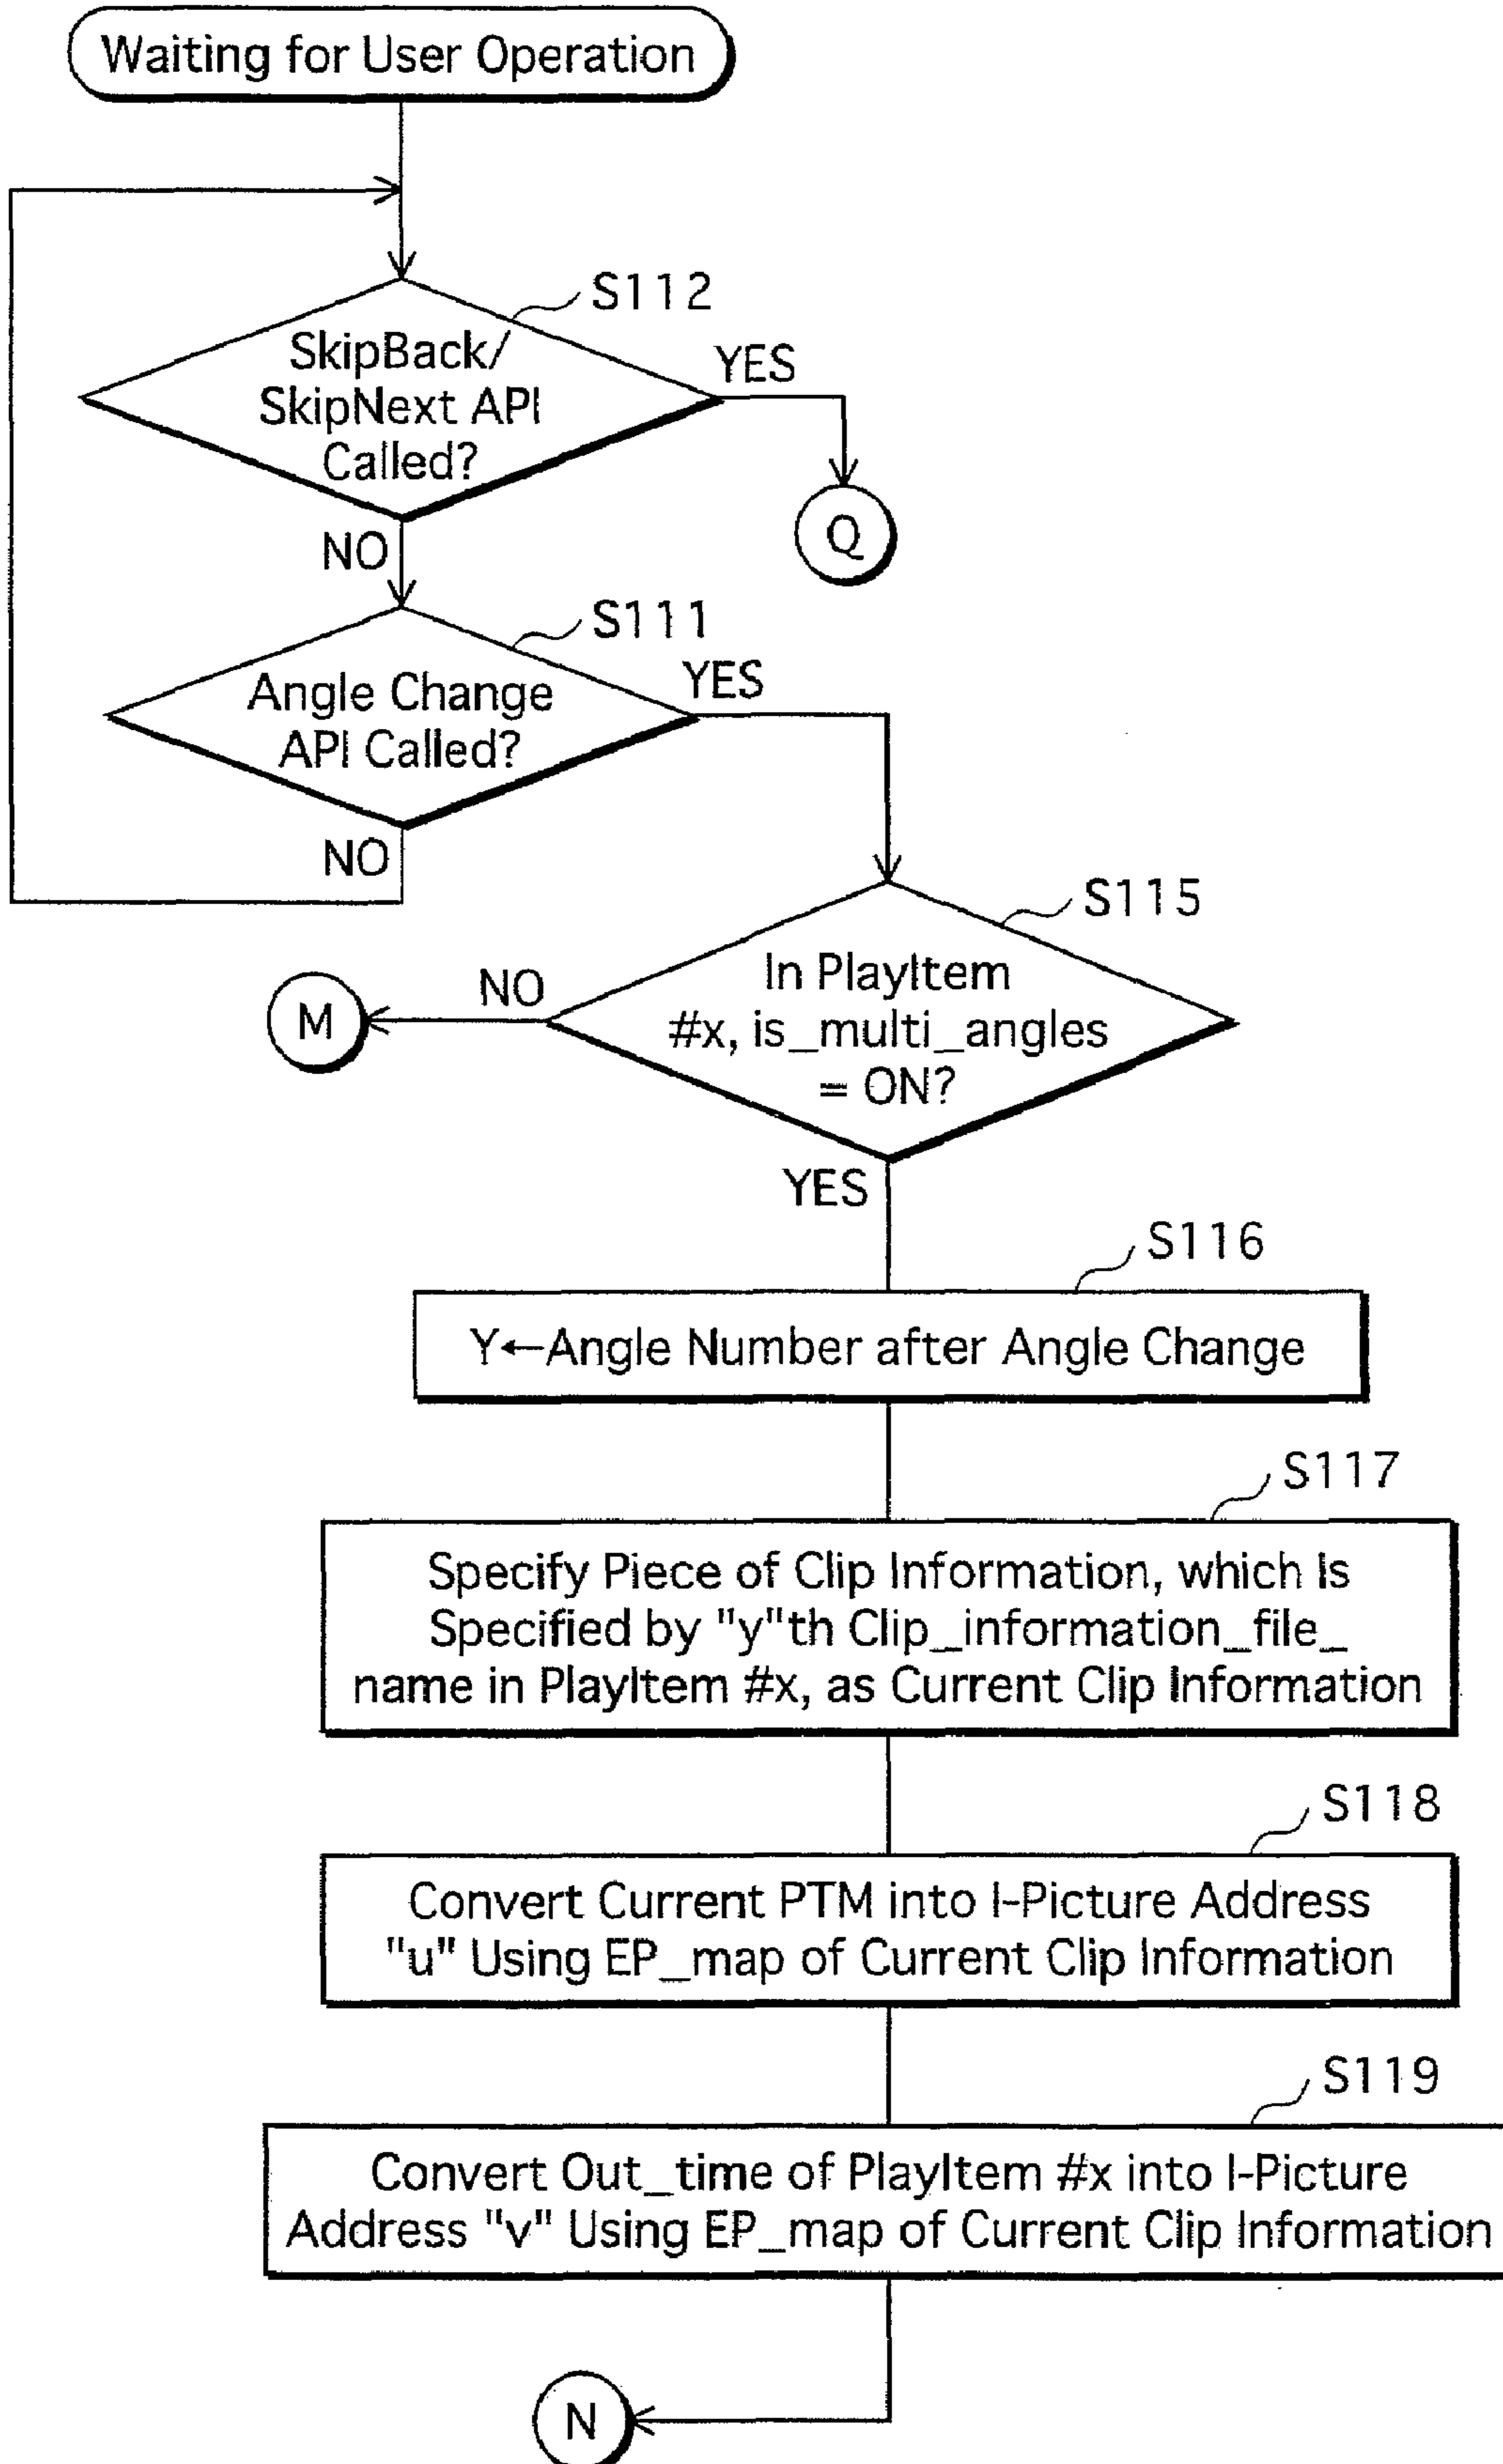 Waiting for User Operation
S112
SkipBack/
SkipNext API
Called?
YES
Q
NO
S111
Angle Change
API Called?
YES
NO
S115
In PlayItem
#x, is_multi_angles
= ON?
NO
M
YES
S116
Y←Angle Number after Angle Change
S117
Specify Piece of Clip Information, which Is
Specified by "y"th Clip_information_file_
name in PlayItem #x, as Current Clip Information
S118
Convert Current PTM into I-Picture Address
"u" Using EP_map of Current Clip Information
S119
Convert Out_time of PlayItem #x into I-Picture
Address "v" Using EP_map of Current Clip Information
N